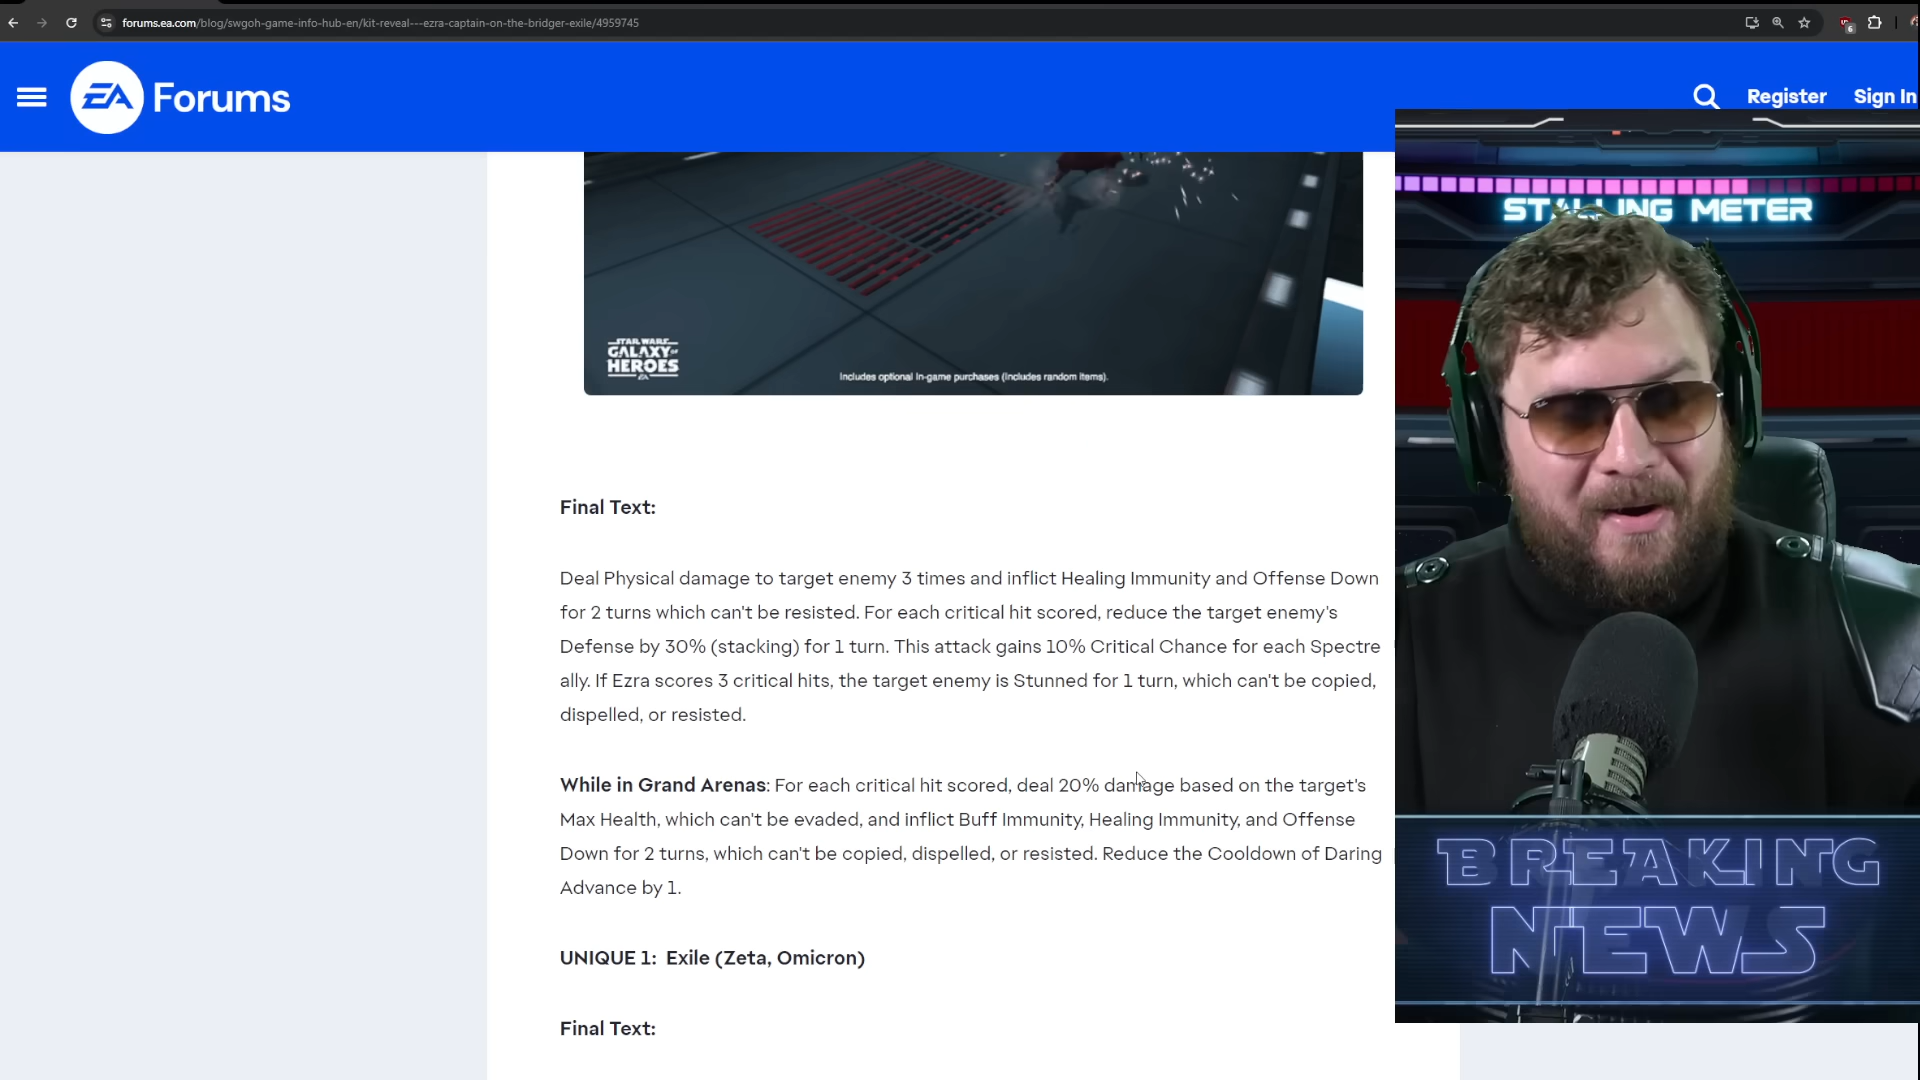 forums.ea.com/blog/swgoh-game-info-hub-en/kit-reveal---ezra-captain-on-the-bridger-exile/4959745
6
EA Forums
Register
Sign In
STALLING METER
STAR WARS
GALAXY OF
HEROES
EA
Includes optional in-game purchases (includes random items).
Final Text:
Deal Physical damage to target enemy 3 times and inflict Healing Immunity and Offense Down
for 2 turns which can't be resisted. For each critical hit scored, reduce the target enemy's
Defense by 30% (stacking) for 1 turn. This attack gains 10% Critical Chance for each Spectre
ally. If Ezra scores 3 critical hits, the target enemy is Stunned for 1 turn, which can't be copied,
dispelled, or resisted.
While in Grand Arenas: For each critical hit scored, deal 20% damage based on the target's
Max Health, which can't be evaded, and inflict Buff Immunity, Healing Immunity, and Offense
Down for 2 turns, which can't be copied, dispelled, or resisted. Reduce the Cooldown of Daring
Advance by 1.
UNIQUE 1: Exile (Zeta, Omicron)
Final Text:
BREAKING
NEWS